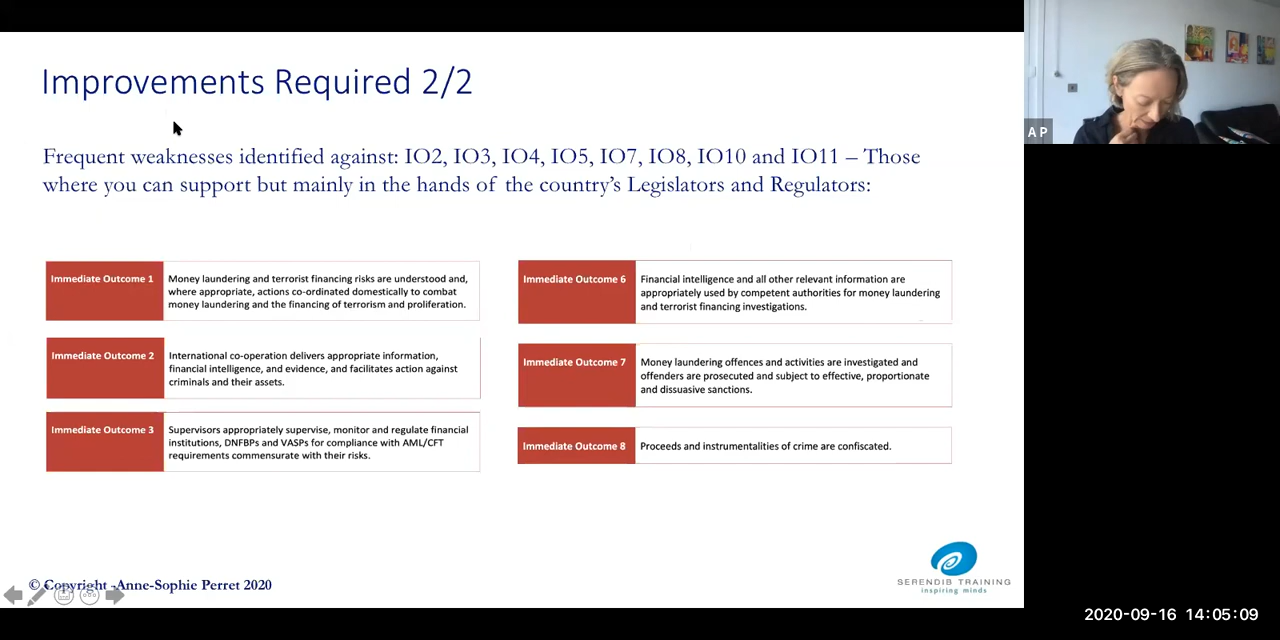 Improvements Required 2/2
Frequent weaknesses identified against: IO2, IO3, IO4, IO5, IO7, IO8, IO10 and IO11 – Those
where you can support but mainly in the hands of the country’s Legislators and Regulators:
Immediate Outcome 1
Money laundering and terrorist financing risks are understood and,
where appropriate, actions co-ordinated domestically to combat
money laundering and the financing of terrorism and proliferation.
Immediate Outcome 2
International co-operation delivers appropriate information,
financial intelligence, and evidence, and facilitates action against
criminals and their assets.
Immediate Outcome 3
Supervisors appropriately supervise, monitor and regulate financial
institutions, DNFBPs and VASPs for compliance with AML/CFT
requirements commensurate with their risks.
Immediate Outcome 6
Financial intelligence and all other relevant information are
appropriately used by competent authorities for money laundering
and terrorist financing investigations.
Immediate Outcome 7
Money laundering offences and activities are investigated and
offenders are prosecuted and subject to effective, proportionate
and dissuasive sanctions.
Immediate Outcome 8
Proceeds and instrumentalities of crime are confiscated.
© Copyright -Anne-Sophie Perret 2020
SERENDIB TRAINING
inspiring minds
A P
2020-09-16 14:05:09